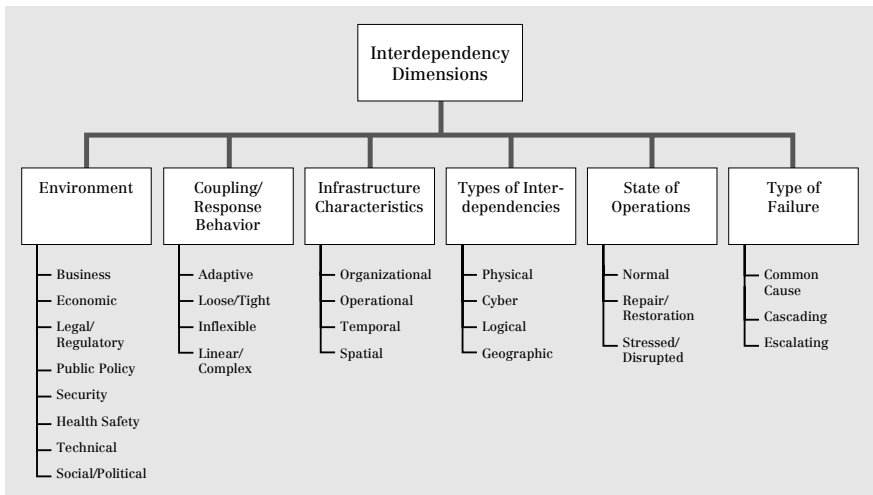 Interdependency
Dimensions
Environment
Coupling/
Response
Behavior
Infrastructure
Characteristics
Types of Inter-
dependencies
State of
Operations
Type of
Failure
Business
Economic
Legal/
Regulatory
Public Policy
Security
Health Safety
Technical
Social/Political
Adaptive
Loose/Tight
Inflexible
Linear/
Complex
Organizational
Operational
Temporal
Spatial
Physical
Cyber
Logical
Geographic
Normal
Repair/
Restoration
Stressed/
Disrupted
Common
Cause
Cascading
Escalating